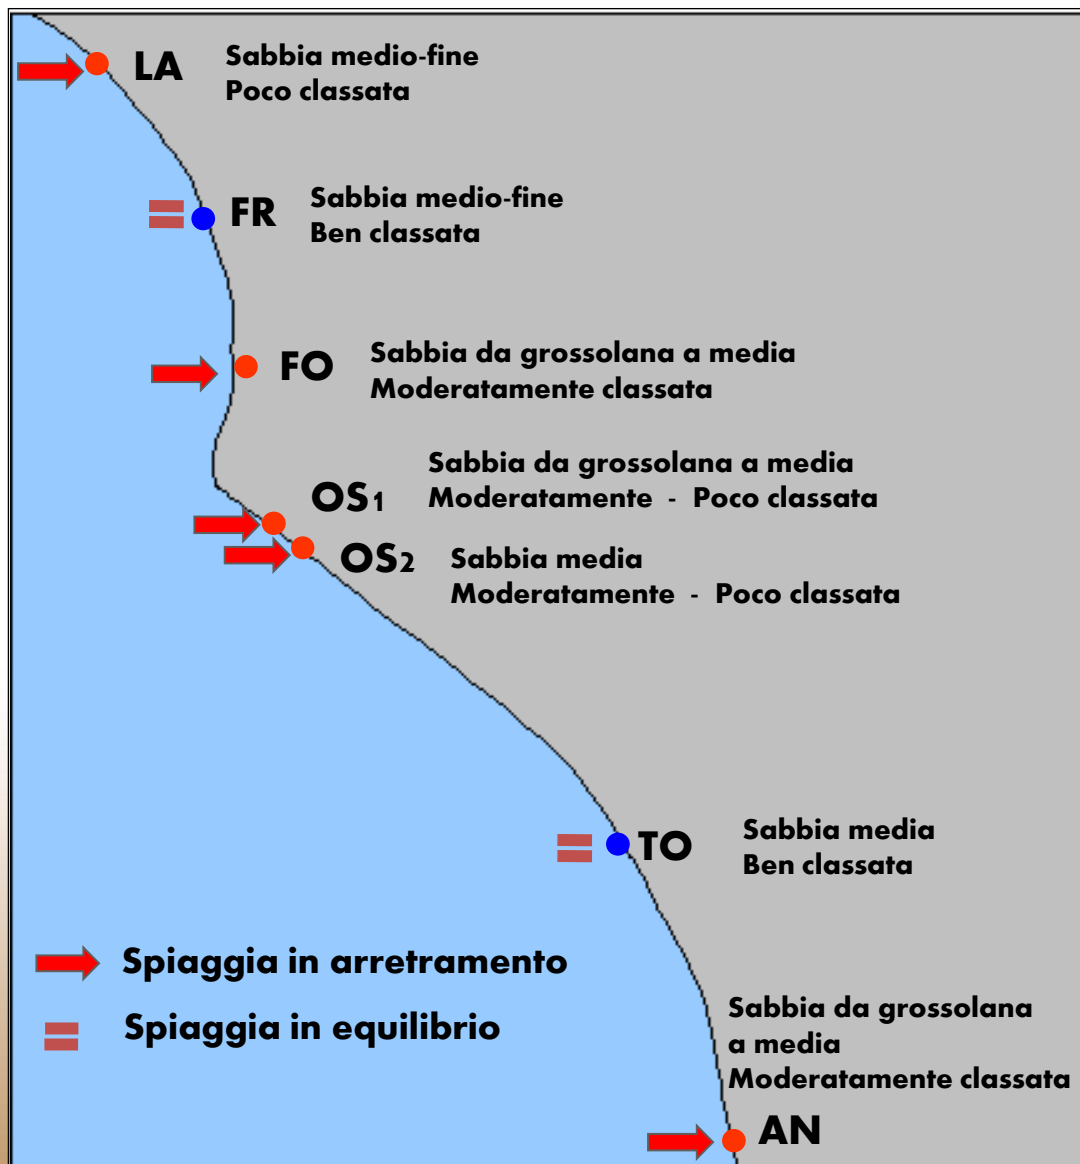 LA
Sabbia medio-fine
Poco classata
FR
Sabbia medio-fine
Ben classata
FO
Sabbia da grossolana a media
Moderatamente classata
OS1
Sabbia da grossolana a media
Moderatamente - Poco classata
OS2
Sabbia media
Moderatamente - Poco classata
TO
Sabbia media
Ben classata
Spiaggia in arretramento
Spiaggia in equilibrio
Sabbia da grossolana
a media
Moderatamente classata
AN